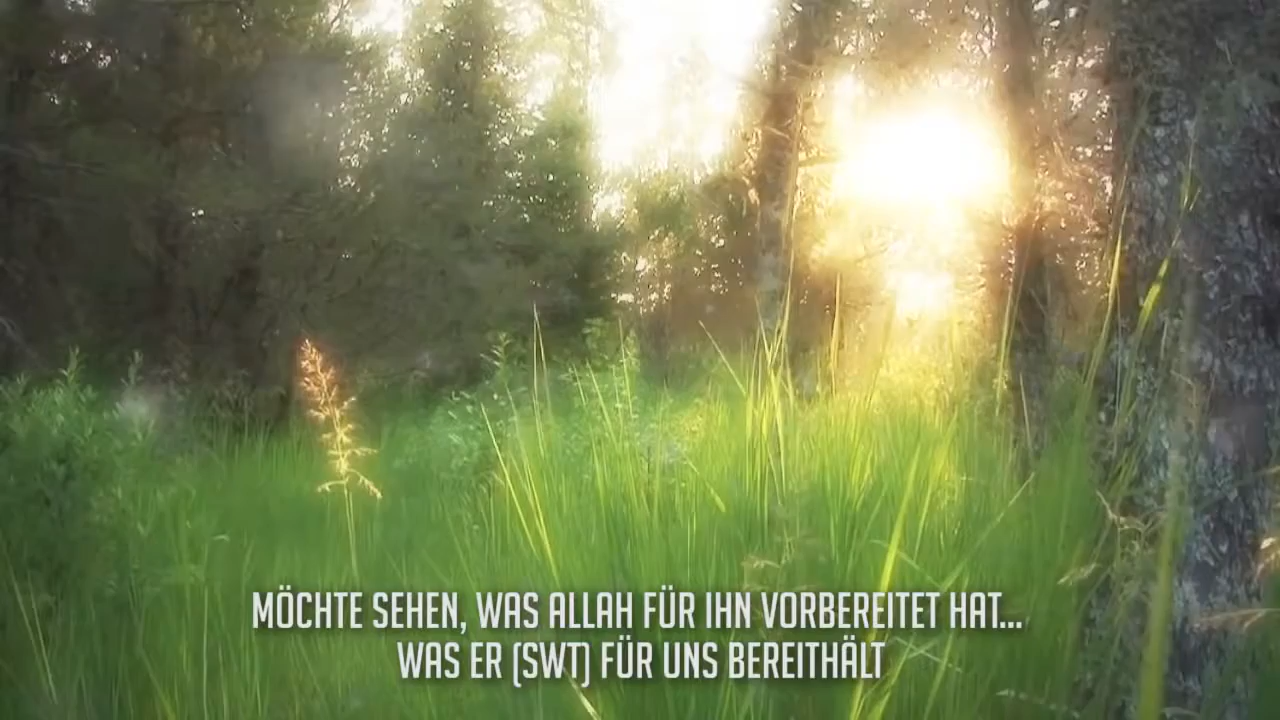 MÖCHTE SEHEN, WAS ALLAH FÜR IHN VORBEREITET HAT...
WAS ER (SWT) FÜR UNS BEREITHÄLT